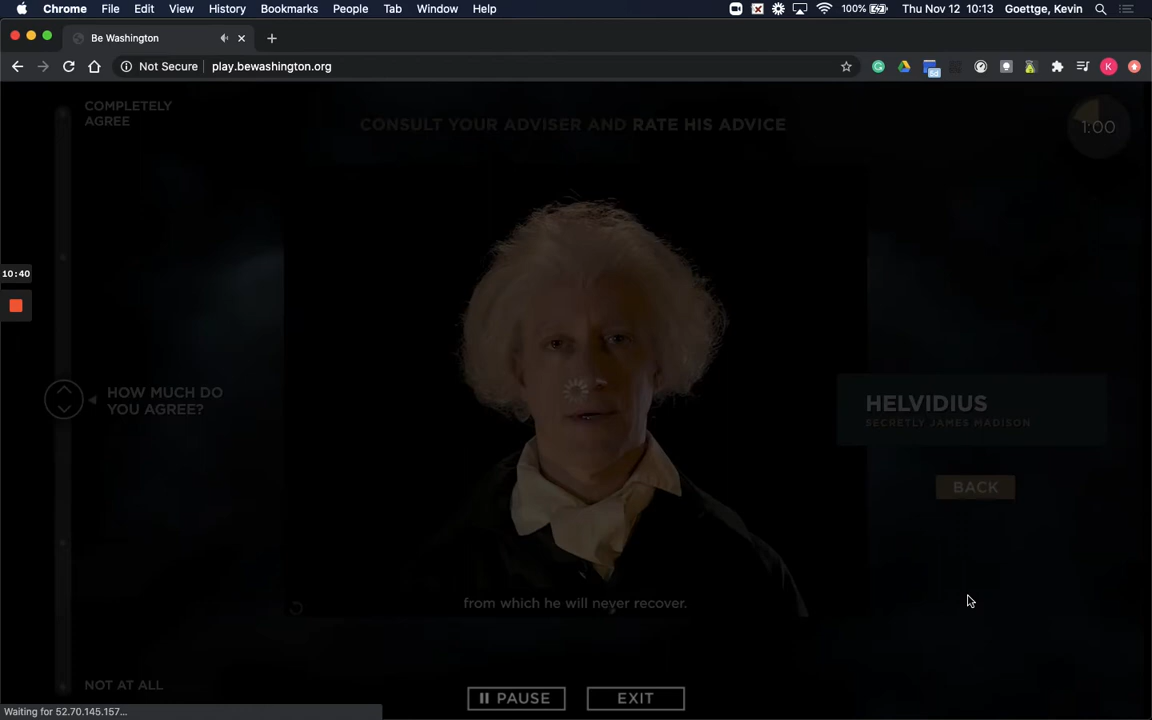 Chrome File Edit View History Bookmarks People Tab Window Help 100% Thu Nov 12 10:13 Goettge, Kevin
Be Washington
Not Secure play.bewashington.org
COMPLETELY
AGREE
CONSULT YOUR ADVISER AND RATE HIS ADVICE
1:00
10:40
HOW MUCH DO
YOU AGREE?
HELVIDIUS
SECRETLY JAMES MADISON
BACK
from which he will never recover.
NOT AT ALL
PAUSE EXIT
Waiting for 52.70.145.157...